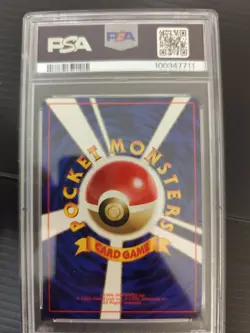 PSA
PSA
100347711
POCKET MONSTERS
CARD GAME